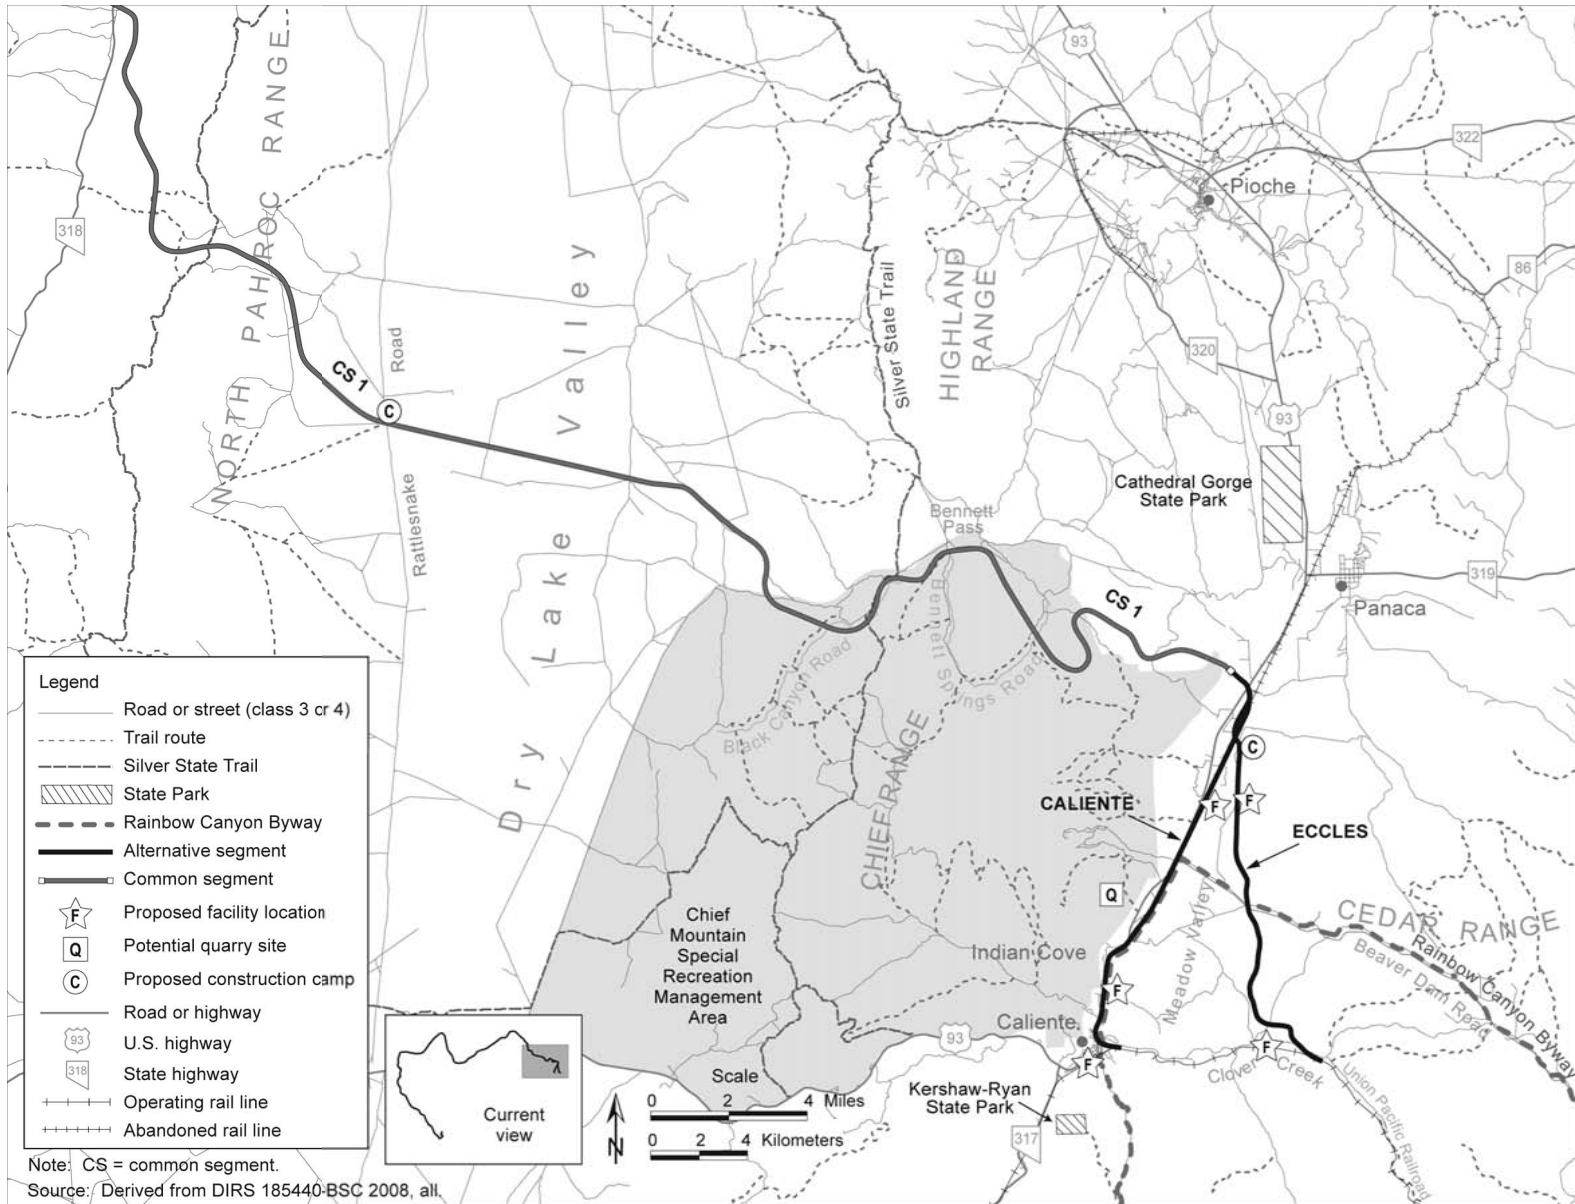 93
NORTH PAHROC RANGE
322
Pioche
318
86
HIGHLAND
RANGE
Silver State Trail
320
Road
CS 1
C
93
Dry Lake Valley
Cathedral Gorge
State Park
Rattlesnake
Bennett
Pass
319
Panaca
CS 1
Bennett Springs Road
Black Canyon Road
CHIEF RANGE
C
CALIENTE
F
F
ECCLES
Q
Meadow Valley
CEDAR RANGE
Rainbow Canyon Byway
Beaver Dam Road
Chief
Mountain
Special
Recreation
Management
Area
Indian Cove
F
Caliente
93
F
F
Clover Creek
Union Pacific Railroad
Kershaw-Ryan
State Park
317
Legend
Road or street (class 3 or 4)
Trail route
Silver State Trail
State Park
Rainbow Canyon Byway
Alternative segment
Common segment
F Proposed facility location
Q Potential quarry site
C Proposed construction camp
Road or highway
93 U.S. highway
318 State highway
Operating rail line
Abandoned rail line
Current
view
N
Scale
0 2 4 Miles
0 2 4 Kilometers
Note: CS = common segment.
Source: Derived from DIRS 185440-BSC 2008, all.